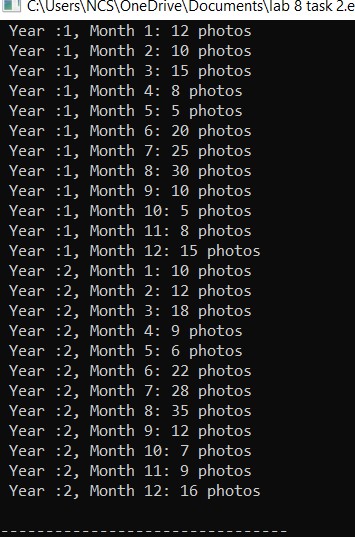 C:\Users\NCS\OneDrive\Documents\lab 8 task 2.e
Year :1, Month 1: 12 photos
Year :1, Month 2: 10 photos
Year :1, Month 3: 15 photos
Year :1, Month 4: 8 photos
Year :1, Month 5: 5 photos
Year :1, Month 6: 20 photos
Year :1, Month 7: 25 photos
Year :1, Month 8: 30 photos
Year :1, Month 9: 10 photos
Year :1, Month 10: 5 photos
Year :1, Month 11: 8 photos
Year :1, Month 12: 15 photos
Year :2, Month 1: 10 photos
Year :2, Month 2: 12 photos
Year :2, Month 3: 18 photos
Year :2, Month 4: 9 photos
Year :2, Month 5: 6 photos
Year :2, Month 6: 22 photos
Year :2, Month 7: 28 photos
Year :2, Month 8: 35 photos
Year :2, Month 9: 12 photos
Year :2, Month 10: 7 photos
Year :2, Month 11: 9 photos
Year :2, Month 12: 16 photos
--------------------------------